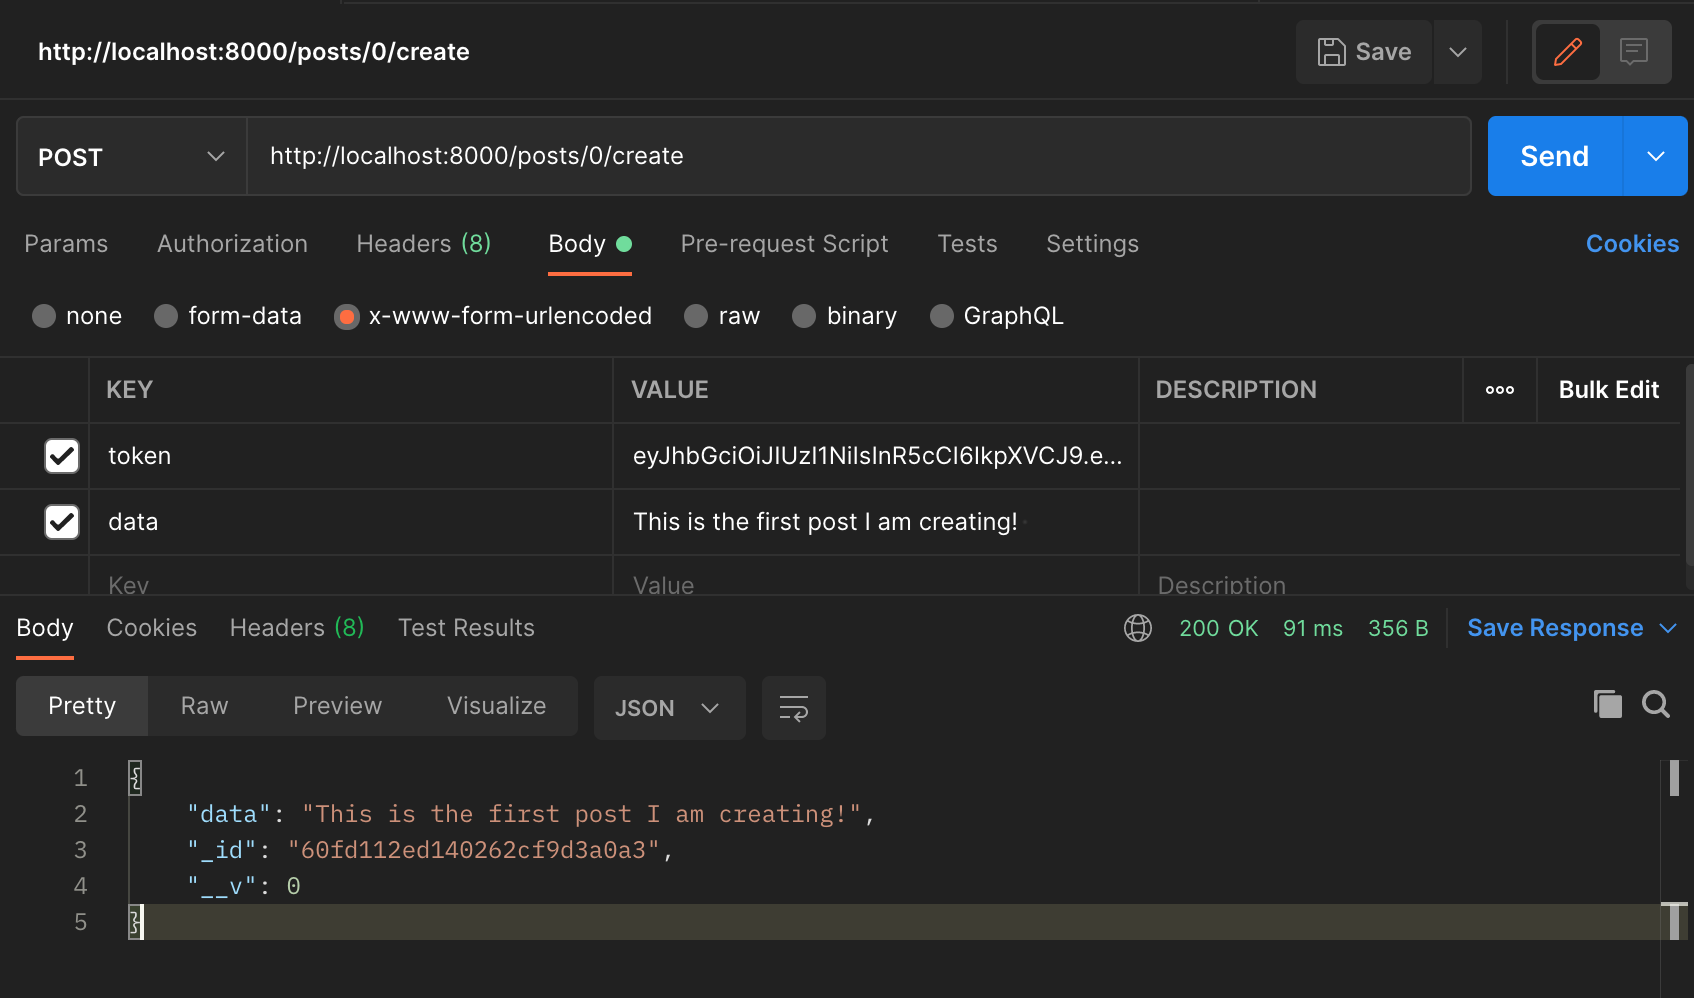 http://localhost:8000/posts/0/create
Save
POST
http://localhost:8000/posts/0/create
Send
Params Authorization Headers (8) Body Pre-request Script Tests Settings Cookies
none form-data x-www-form-urlencoded raw binary GraphQL
KEY VALUE DESCRIPTION ooo Bulk Edit
token eyJhbGciOiJIUzI1NiIsInR5cCI6IkpXVCJ9.e...
data This is the first post I am creating!
Key Value Description
Body Cookies Headers (8) Test Results 200 OK 91 ms 356 B Save Response
Pretty Raw Preview Visualize JSON
1 {
2 "data": "This is the first post I am creating!",
3 "_id": "60fd112ed140262cf9d3a0a3",
4 "__v": 0
5 }